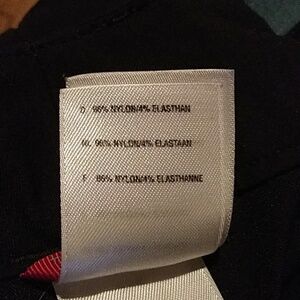 D 96% NYLON/4% ELASTHAN
NL 96% NYLON/4% ELASTAAN
F 96% NYLON/4% ELASTHANNE